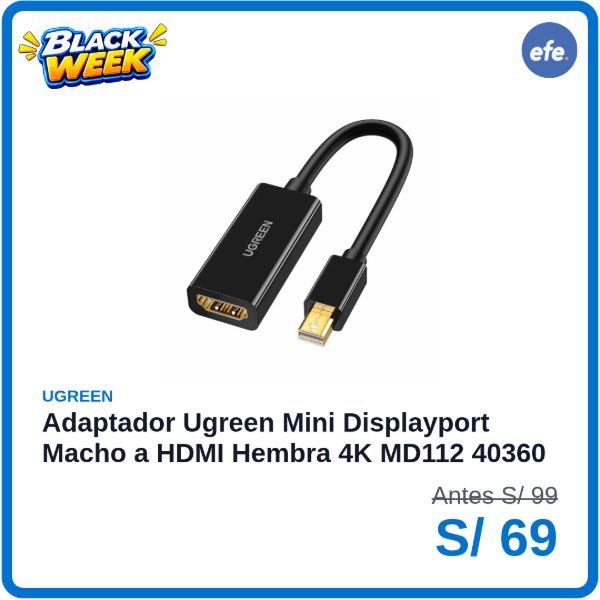 BLACK
WEEK
efe.
UGREEN
UGREEN
Adaptador Ugreen Mini Displayport
Macho a HDMI Hembra 4K MD112 40360
Antes S/ 99
S/ 69